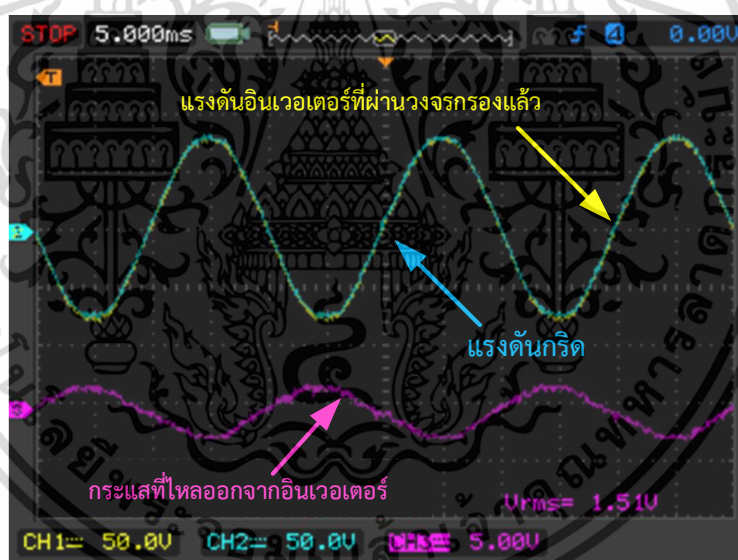 STOP 5.000ms 4 0.00V
T
แรงดันอินเวอเตอร์ที่ผ่านวงจรกรองแล้ว
แรงดันกริด
กระแสที่ไหลออกจากอินเวอเตอร์
Vrms= 1.51V
CH1 50.0V CH2 50.0V CH3 5.00V